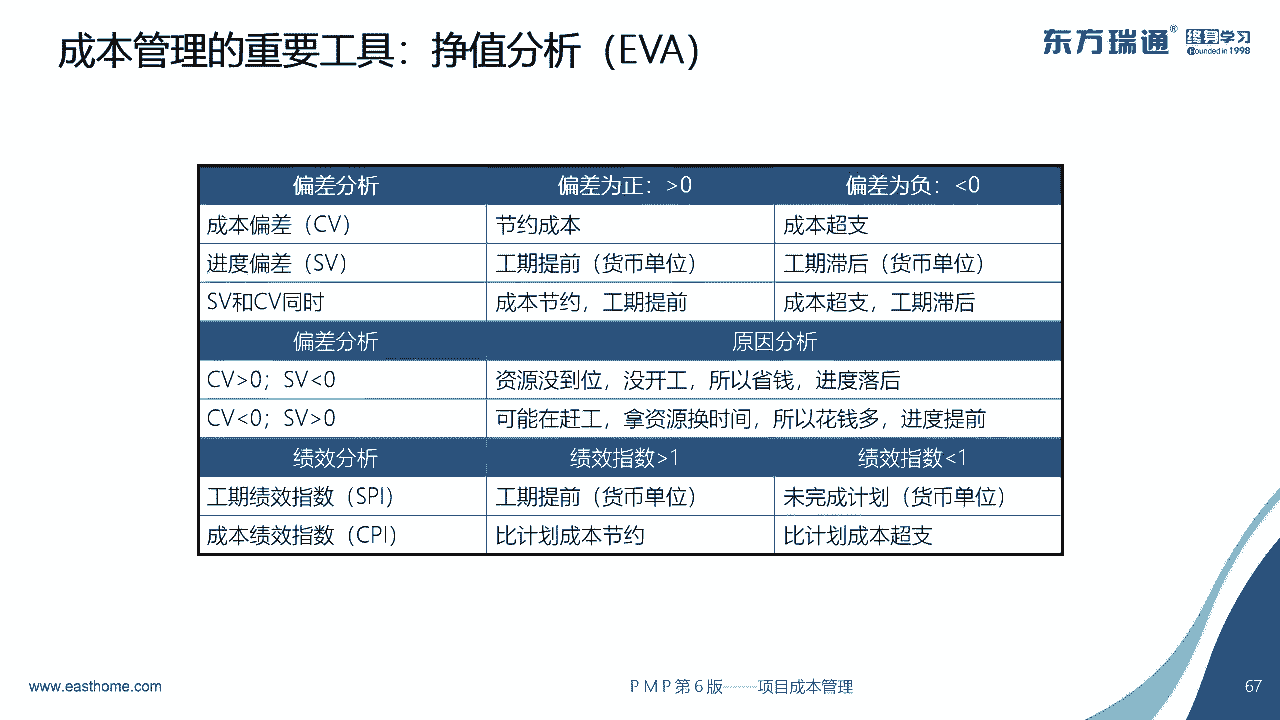 成本管理的重要工具：挣值分析（EVA）
东方瑞通® 终身学习
Founded in 1998
偏差分析 偏差为正：>0 偏差为负：<0
成本偏差（CV） 节约成本 成本超支
进度偏差（SV） 工期提前（货币单位） 工期滞后（货币单位）
SV和CV同时 成本节约，工期提前 成本超支，工期滞后
偏差分析 原因分析
CV>0；SV<0 资源没到位，没开工，所以省钱，进度落后
CV<0；SV>0 可能在赶工，拿资源换时间，所以花钱多，进度提前
绩效分析 绩效指数>1 绩效指数<1
工期绩效指数（SPI） 工期提前（货币单位） 未完成计划（货币单位）
成本绩效指数（CPI） 比计划成本节约 比计划成本超支
www.easthome.com PMP第6版——项目成本管理 67